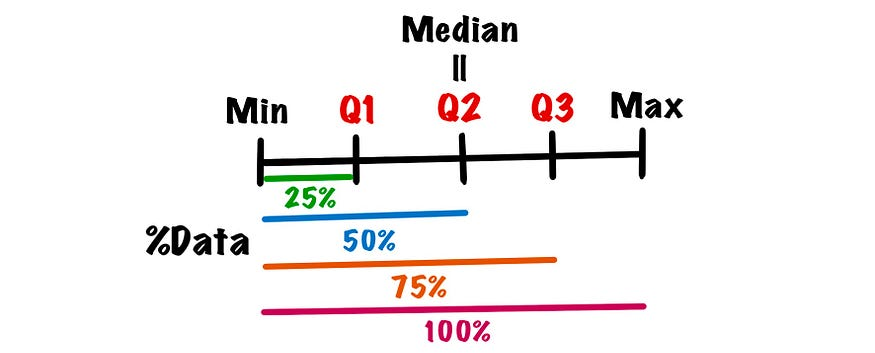 Median
||
Min Q1 Q2 Q3 Max
25%
%Data
50%
75%
100%